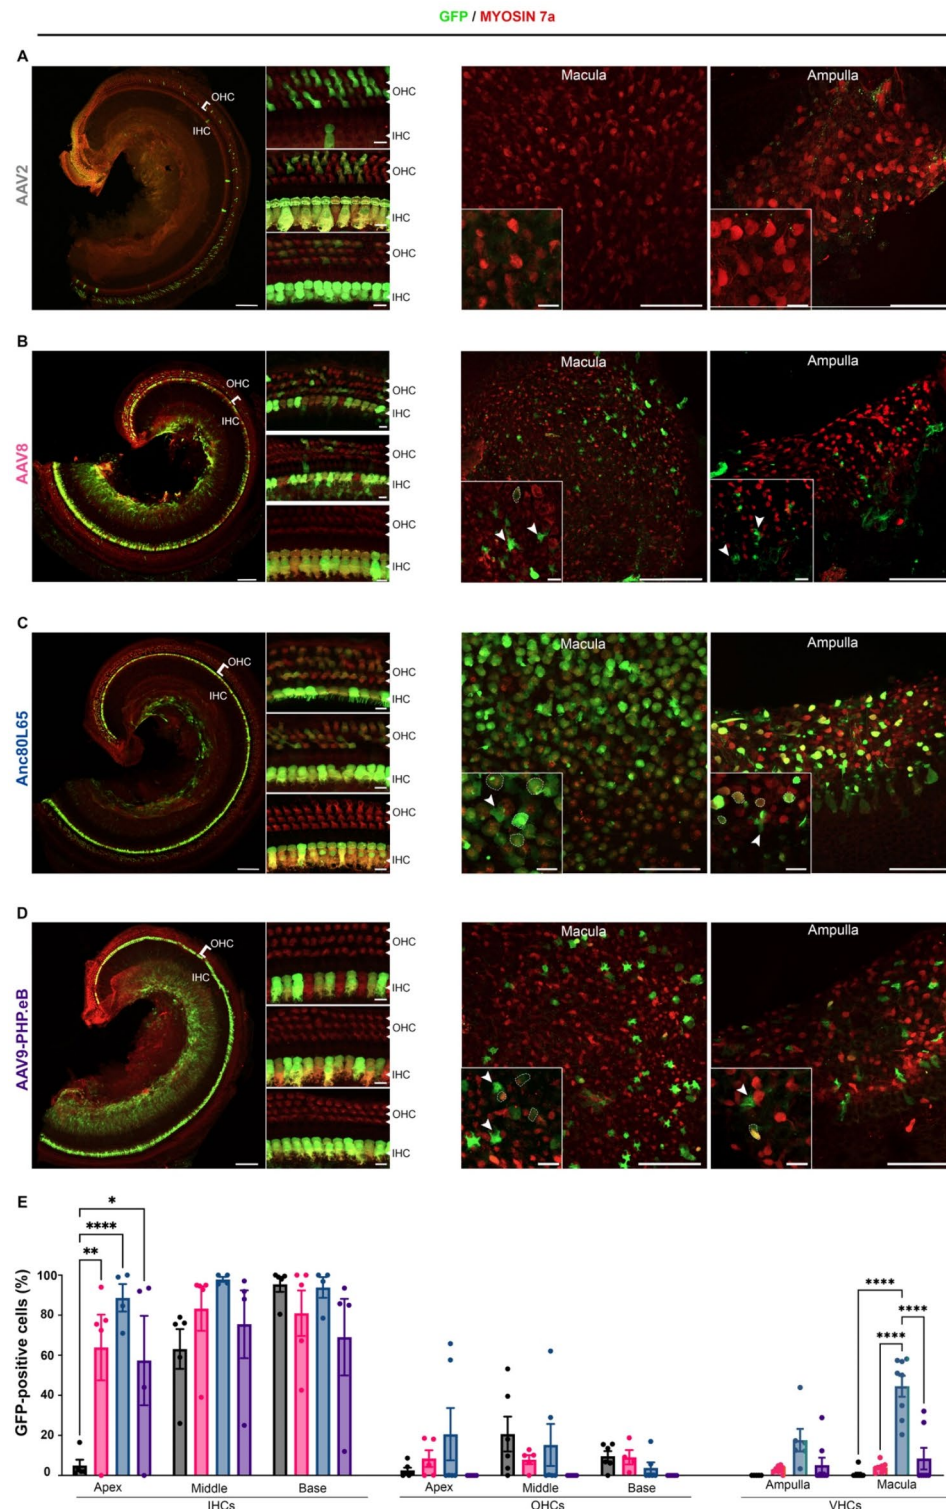 GFP / MYOSIN 7a
A
AAV2
OHC
IHC
OHC
IHC
OHC
IHC
OHC
IHC
Macula
Ampulla
B
AAV8
OHC
IHC
OHC
IHC
OHC
IHC
OHC
IHC
Macula
Ampulla
C
Anc80L65
OHC
IHC
OHC
IHC
OHC
IHC
OHC
IHC
Macula
Ampulla
D
AAV9-PHP.eB
OHC
IHC
OHC
IHC
OHC
IHC
OHC
IHC
Macula
Ampulla
E
*
****
**
****
****
****
GFP-positive cells (%)
100
80
60
40
20
0
Apex Middle Base Apex Middle Base Ampulla Macula
IHCs OHCs VHCs